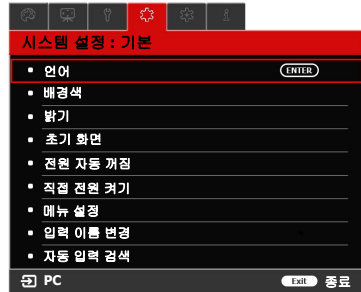 시스템 설정 : 기본
언어 ENTER
배경색
밝기
초기 화면
전원 자동 꺼짐
직접 전원 켜기
메뉴 설정
입력 이름 변경
자동 입력 검색
PC Exit 종료